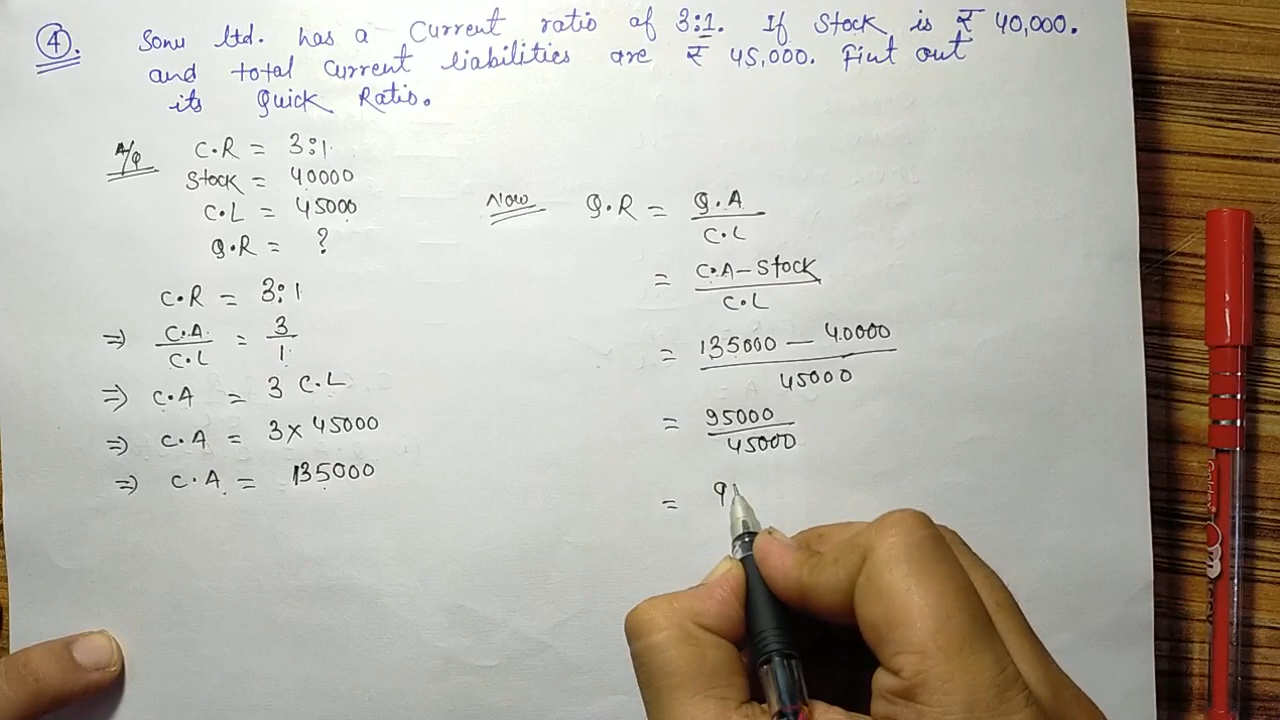 ④. Sonu ltd. has a Current ratio of 3:1. If Stock is ₹ 40,000.
and total Current liabilities are ₹ 45,000. Fint out
its Quick Ratio.
A/Q C.R = 3:1
Stock = 40000
C.L = 45000
Q.R = ?
C.R = 3:1
⇒ C.A. / C.L = 3 / 1
⇒ C.A = 3 C.L
⇒ C.A = 3 × 45000
⇒ C.A. = 135000
Now Q.R = Q.A / C.L
= C.A - Stock / C.L
= 135000 - 40000 / 45000
= 95000 / 45000
= 9